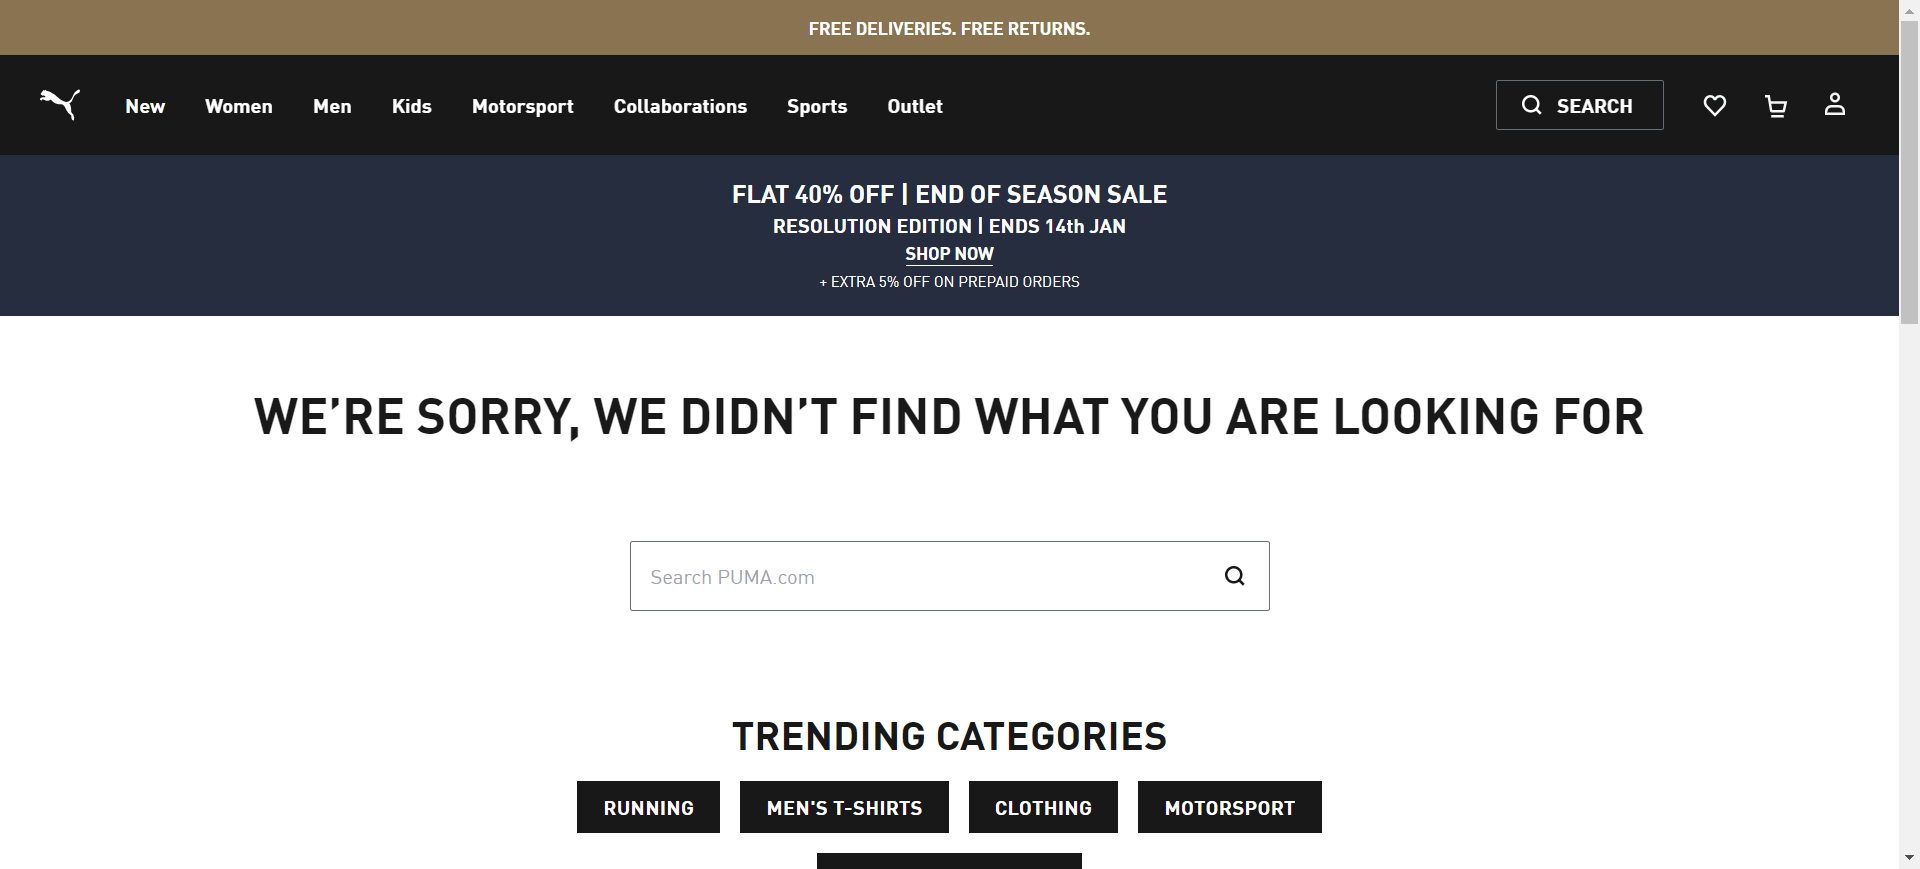 FREE DELIVERIES. FREE RETURNS.
New Women Men Kids Motorsport Collaborations Sports Outlet SEARCH
FLAT 40% OFF | END OF SEASON SALE
RESOLUTION EDITION | ENDS 14th JAN
SHOP NOW
+ EXTRA 5% OFF ON PREPAID ORDERS
WE’RE SORRY, WE DIDN’T FIND WHAT YOU ARE LOOKING FOR
Search PUMA.com
TRENDING CATEGORIES
RUNNING MEN'S T-SHIRTS CLOTHING MOTORSPORT